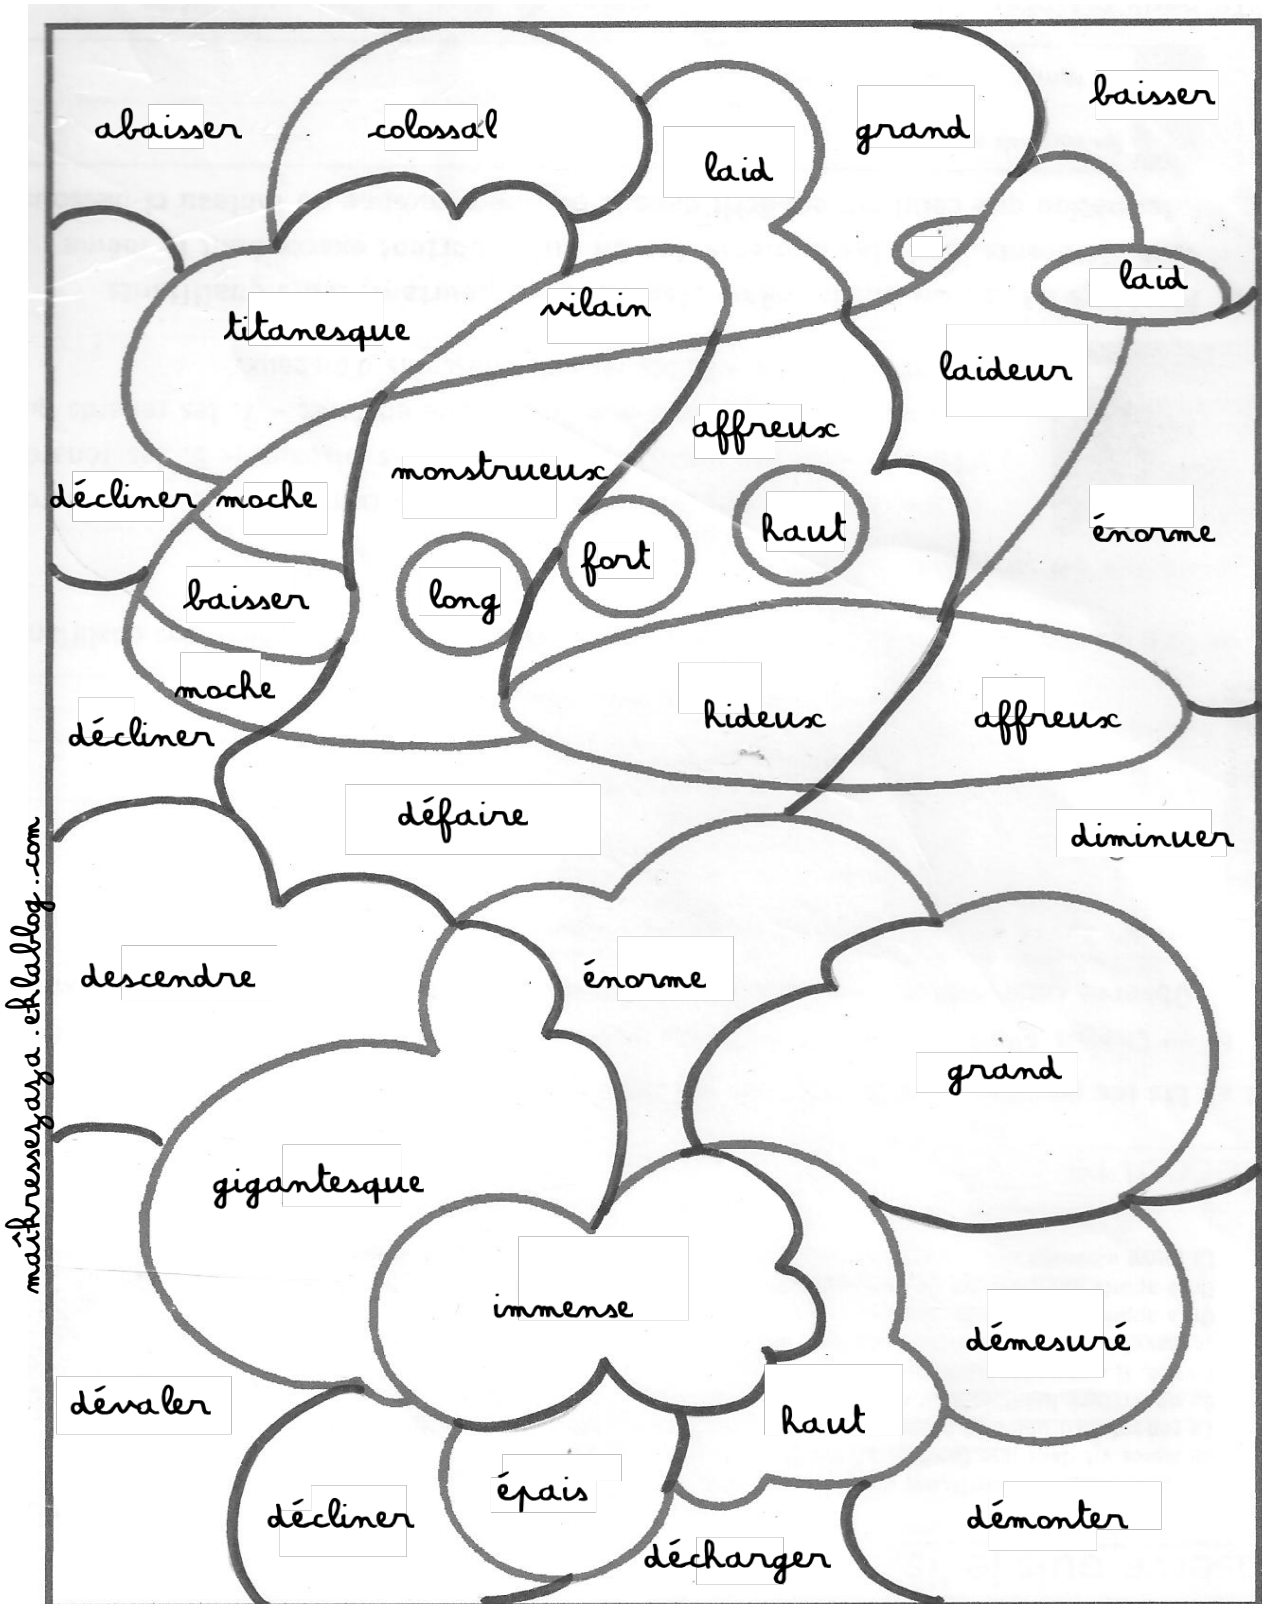 baisser
abaisser
colossal
grand
laid
laid
vilain
titanesque
laideur
affreux
monstrueux
décliner
moche
haut
énorme
fort
baisser
long
moche
hideux
affreux
décliner
défaire
diminuer
descendre
énorme
grand
gigantesque
immense
démesuré
dévaler
haut
épais
décliner
démonter
décharger
maîtressezaza.eklablog.com